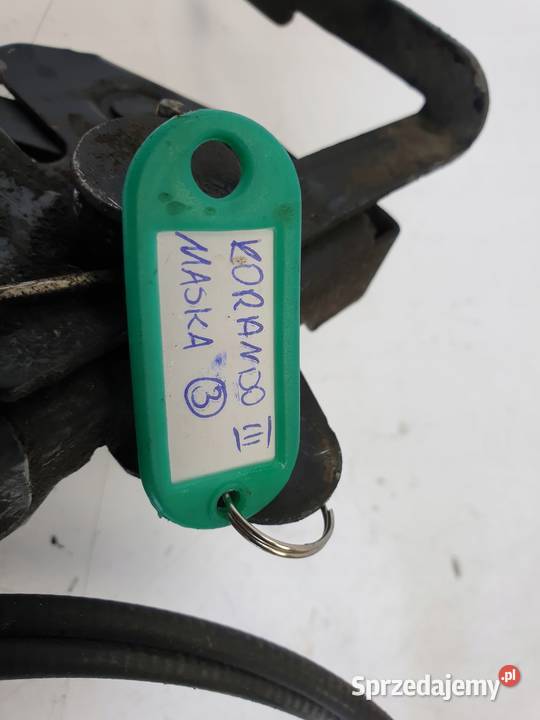 KORANDO III
MASKA ③
Sprzedajemy.pl